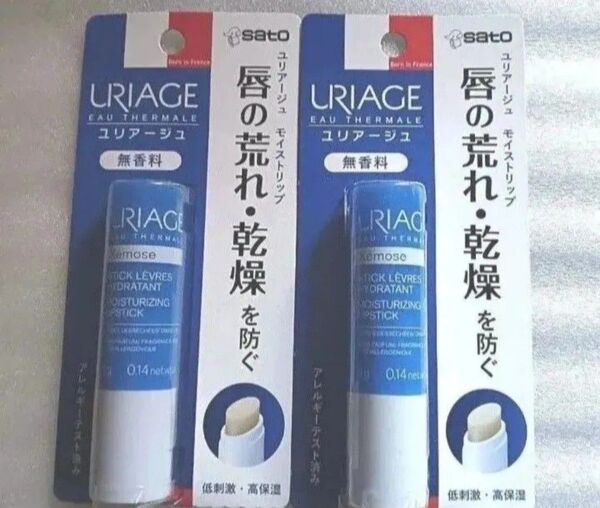 Born in France
URIAGE
EAU THERMALE
ユリアージュ
無香料
sato
ユリアージュ モイストリップ
唇の荒れ・乾燥を防ぐ
URIAGE
EAU THERMALE
Xémose
STICK LÈVRES
HYDRATANT
MOISTURIZING
LIPSTICK
0.14 net
アレルギーテスト済み
低刺激・高保湿
Born in France
URIAGE
EAU THERMALE
ユリアージュ
無香料
sato
ユリアージュ モイストリップ
唇の荒れ・乾燥を防ぐ
URIAGE
EAU THERMALE
Xémose
STICK LÈVRES
HYDRATANT
MOISTURIZING
LIPSTICK
0.14 net
アレルギーテスト済み
低刺激・高保湿